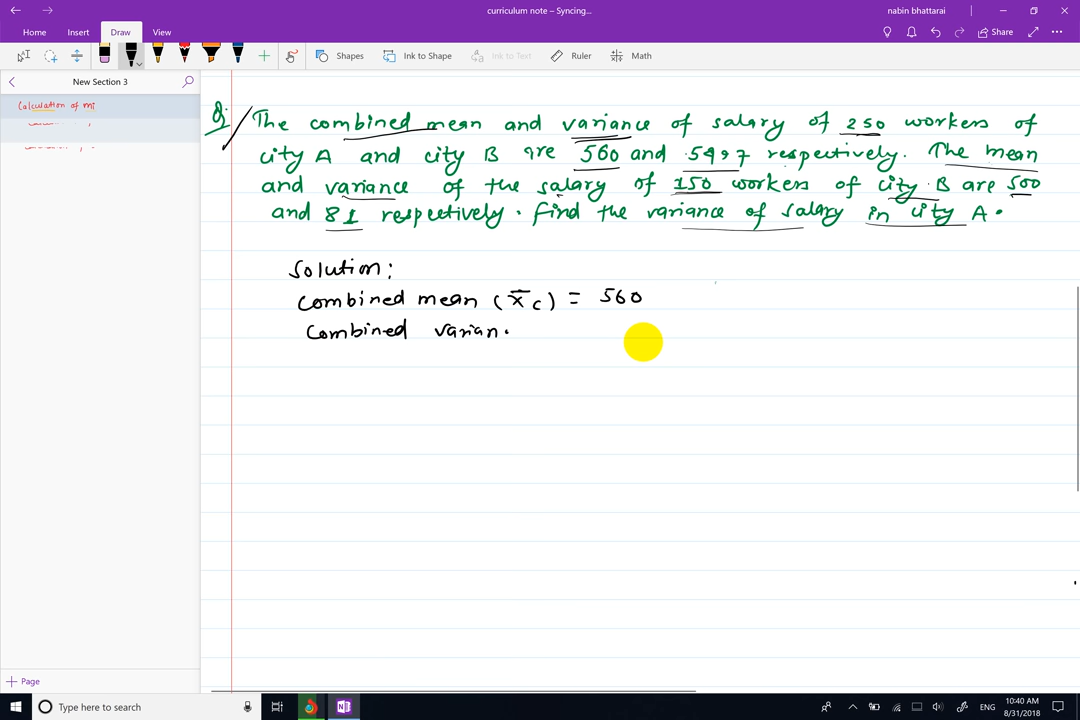 curriculum note – Syncing...
nabin bhattarai
Home Insert Draw View
Share
Shapes Ink to Shape Ink to Text Ruler Math
New Section 3
Calculation of mi
Q. The combined mean and variance of salary of 250 workers of
city A and city B are 560 and 5497 respectively. The mean
and variance of the salary of 150 workers of city B are 500
and 81 respectively. Find the variance of salary in city A.
Solution:
Combined mean (x̄c) = 560
Combined varian.
+ Page
Type here to search
ENG
10:40 AM
8/31/2018